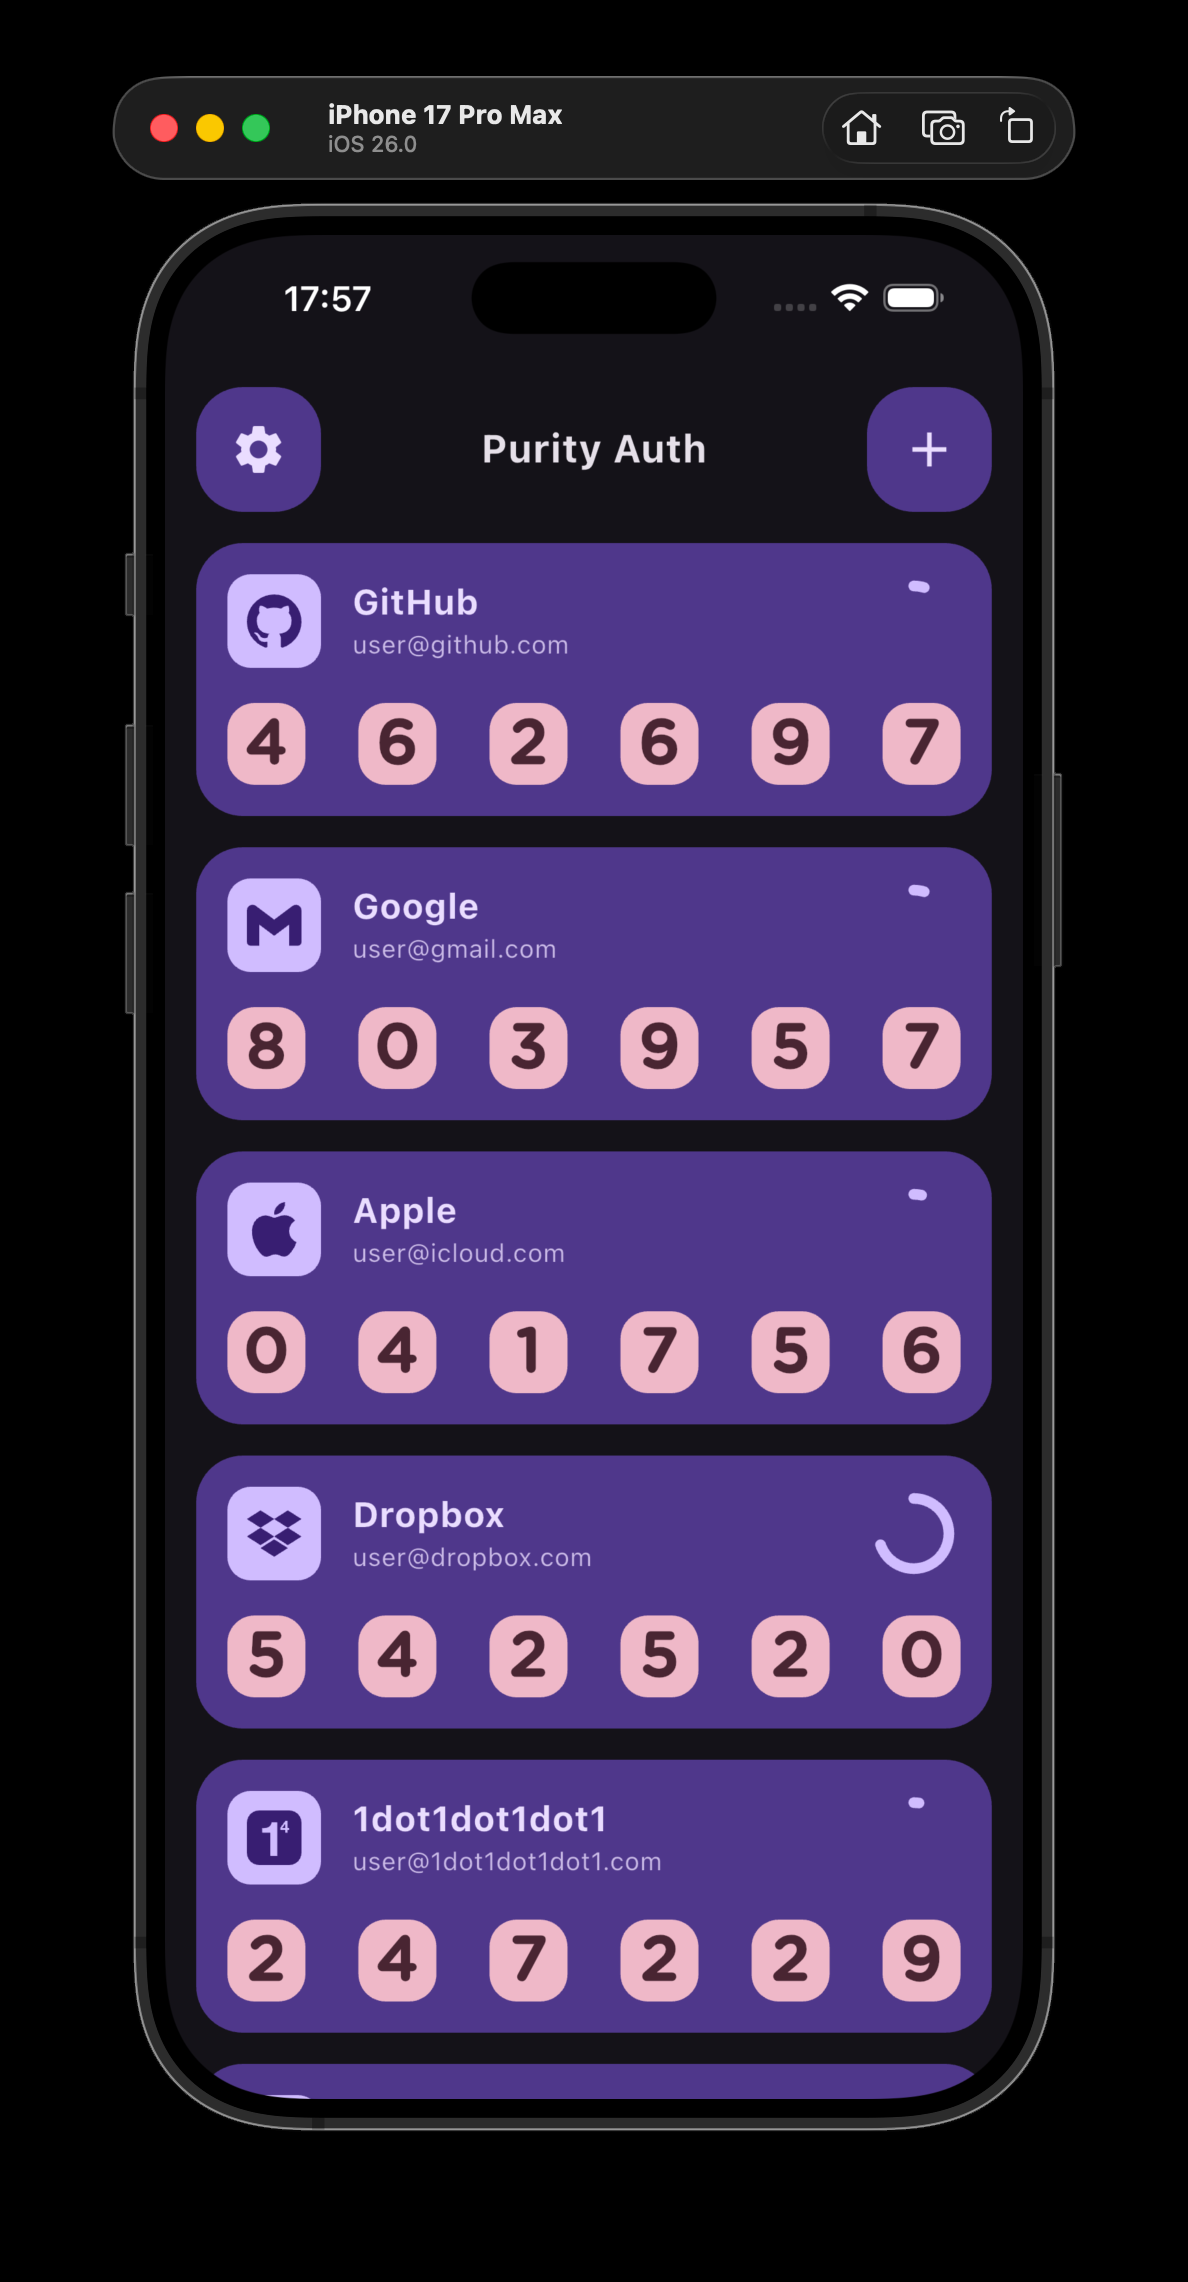 iPhone 17 Pro Max
iOS 26.0
17:57
Purity Auth
GitHub
user@github.com
4 6 2 6 9 7
Google
user@gmail.com
8 0 3 9 5 7
Apple
user@icloud.com
0 4 1 7 5 6
Dropbox
user@dropbox.com
5 4 2 5 2 0
1⁴
1dot1dot1dot1
user@1dot1dot1dot1.com
2 4 7 2 2 9